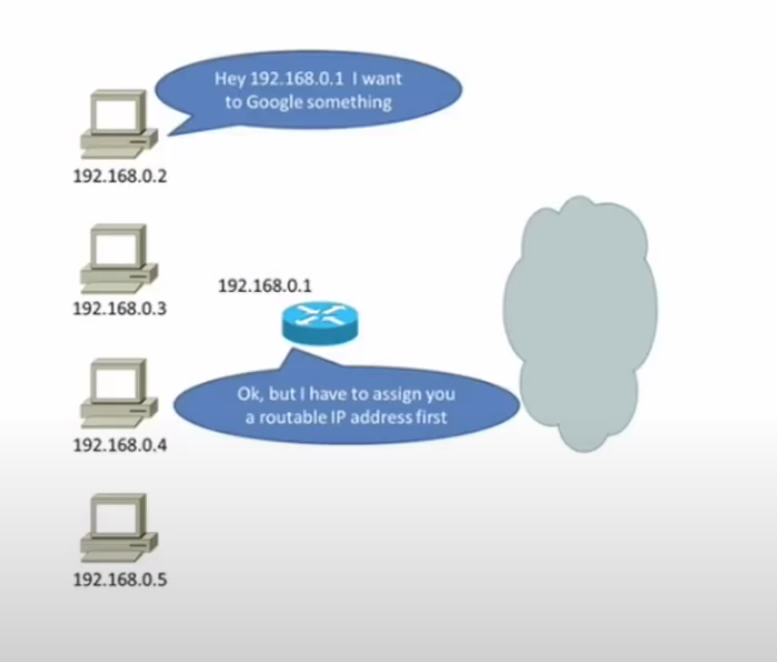 Hey 192.168.0.1 I want
to Google something
192.168.0.2
192.168.0.3
192.168.0.1
Ok, but I have to assign you
a routable IP address first
192.168.0.4
192.168.0.5